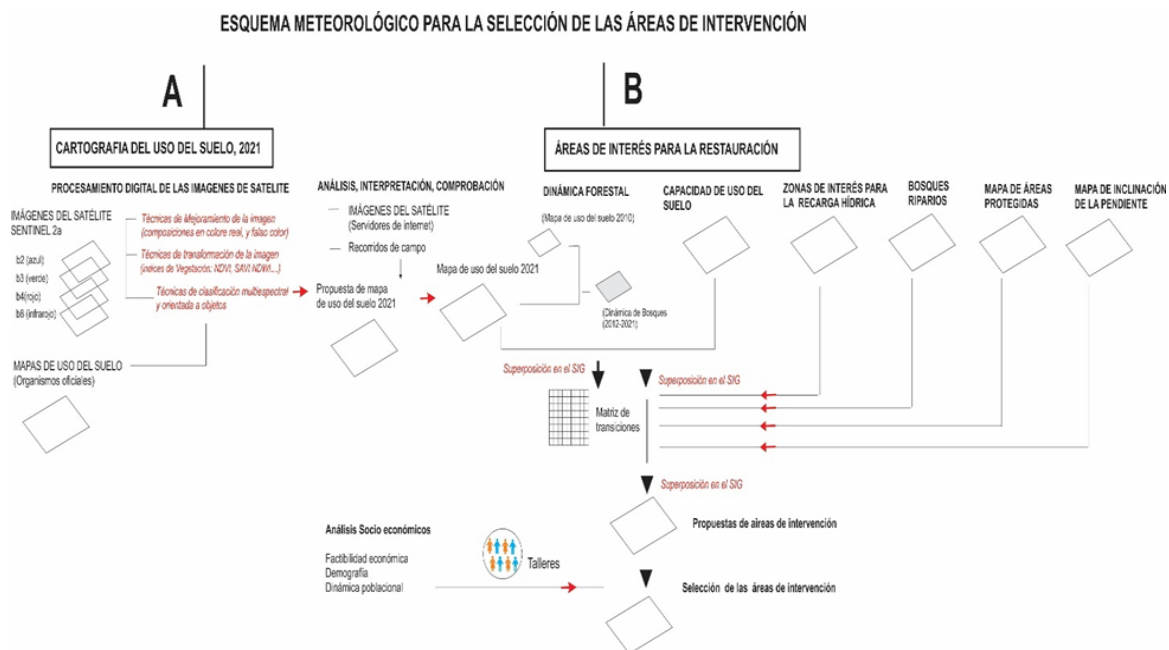 ESQUEMA METEOROLÓGICO PARA LA SELECCIÓN DE LAS ÁREAS DE INTERVENCIÓN
A
CARTOGRAFIA DEL USO DEL SUELO, 2021
PROCESAMIENTO DIGITAL DE LAS IMAGENES DE SATELITE
IMÁGENES DEL SATÉLITE
SENTINEL 2a
b2 (azul)
b3 (verde)
b4(rojo)
b6 (infrarojo)
Técnicas de Mejoramiento de la imagen
(composiciones en colore real, y falso color)
Técnicas de transformación de la imagen
(índices de Vegetación: NDVI, SAVI NDWI....)
Técnicas de clasificación multiespectral
y orientada a objetos
MAPAS DE USO DEL SUELO
(Organismos oficiales)
ANÁLISIS, INTERPRETACIÓN, COMPROBACIÓN
IMÁGENES DEL SATÉLITE
(Servidores de internet)
Recorridos de campo
Propuesta de mapa
de uso del suelo 2021
Mapa de uso del suelo 2021
B
ÁREAS DE INTERÉS PARA LA RESTAURACIÓN
DINÁMICA FORESTAL
(Mapa de uso del suelo 2010)
(Dinámica de Bosques
(2012-2021)
CAPACIDAD DE USO DEL
SUELO
ZONAS DE INTERÉS PARA
LA RECARGA HÍDRICA
BOSQUES
RIPARIOS
MAPA DE ÁREAS
PROTEGIDAS
MAPA DE INCLINACIÓN
DE LA PENDIENTE
Superposición en el SIG
Superposición en el SIG
Matriz de
transiciones
Superposición en el SIG
Propuestas de aireas de intervención
Análisis Socio económicos
Factibilidad económica
Demografía
Dinámica poblacional
Talleres
Selección de las áreas de intervención